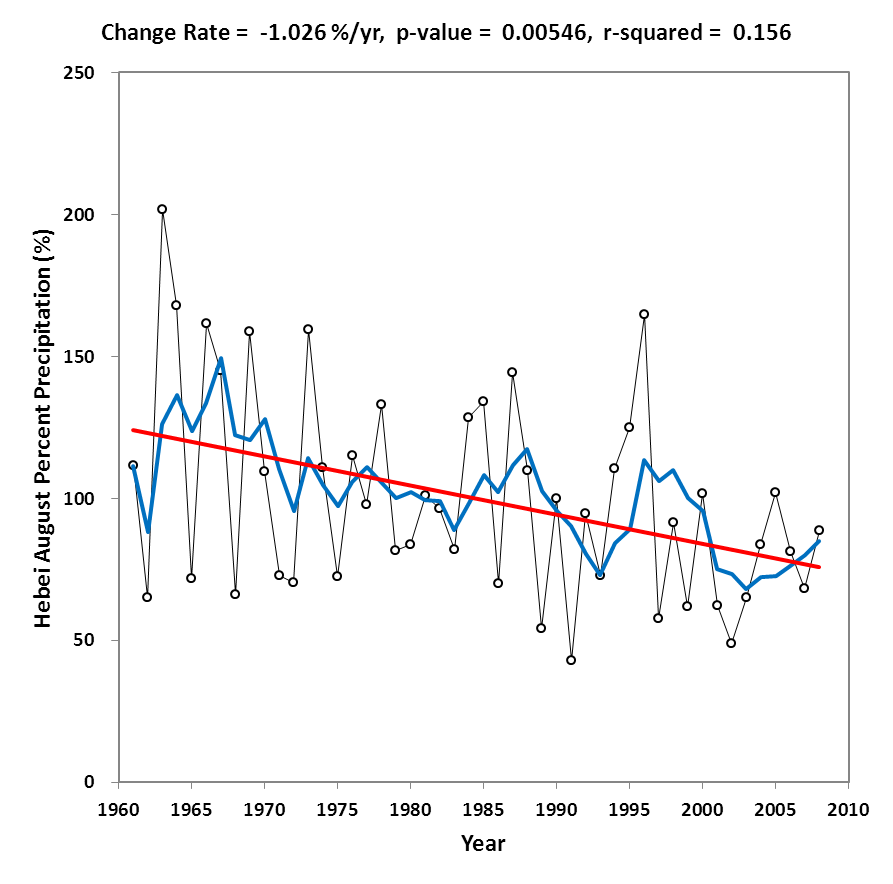 Change Rate = -1.026 %/yr, p-value = 0.00546, r-squared = 0.156
250
200
150
100
50
0
Hebei August Percent Precipitation (%)
1960 1965 1970 1975 1980 1985 1990 1995 2000 2005 2010
Year